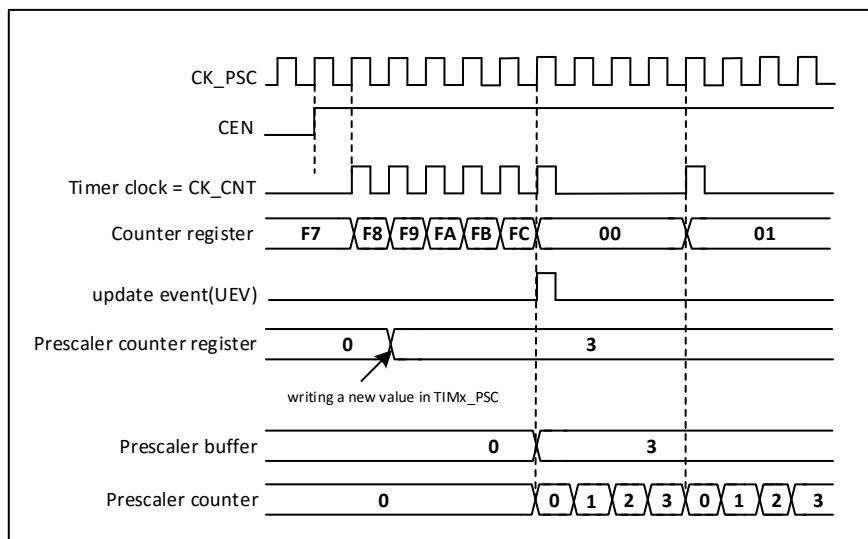 CK_PSC
CEN
Timer clock = CK_CNT
Counter register F7 F8 F9 FA FB FC 00 01
update event(UEV)
Prescaler counter register 0 3
writing a new value in TIMx_PSC
Prescaler buffer 0 3
Prescaler counter 0 0 1 2 3 0 1 2 3